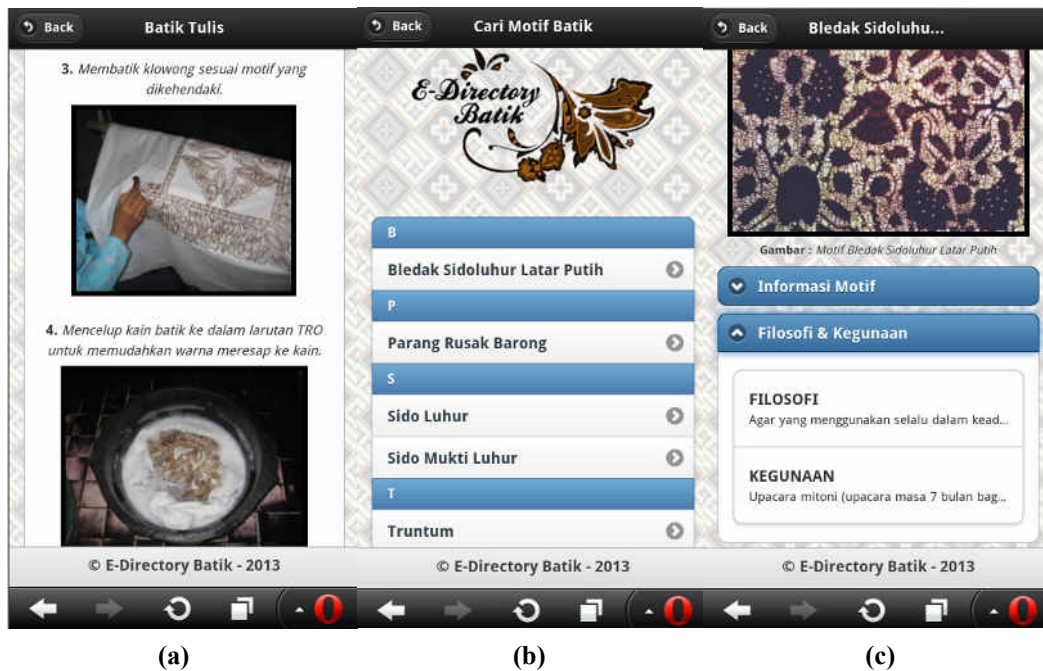 Back
Batik Tulis
3. Membatik klowong sesuai motif yang
dikehendaki.
4. Mencelup kain batik ke dalam larutan TRO
untuk memudahkan warna meresap ke kain.
© E-Directory Batik - 2013
(a)
Back
Cari Motif Batik
E-Directory
Batik
B
Bledak Sidoluhur Latar Putih
P
Parang Rusak Barong
S
Sido Luhur
Sido Mukti Luhur
T
Truntum
© E-Directory Batik - 2013
(b)
Back
Bledak Sidoluhu...
Gambar : Motif Bledak Sidoluhur Latar Putih
Informasi Motif
Filosofi & Kegunaan
FILOSOFI
Agar yang menggunakan selalu dalam kead...
KEGUNAAN
Upacara mitoni (upacara masa 7 bulan bag...
© E-Directory Batik - 2013
(c)